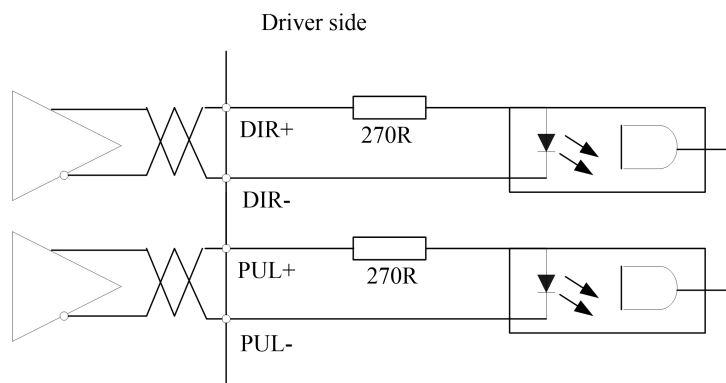 Driver side
DIR+
270R
DIR-
PUL+
270R
PUL-